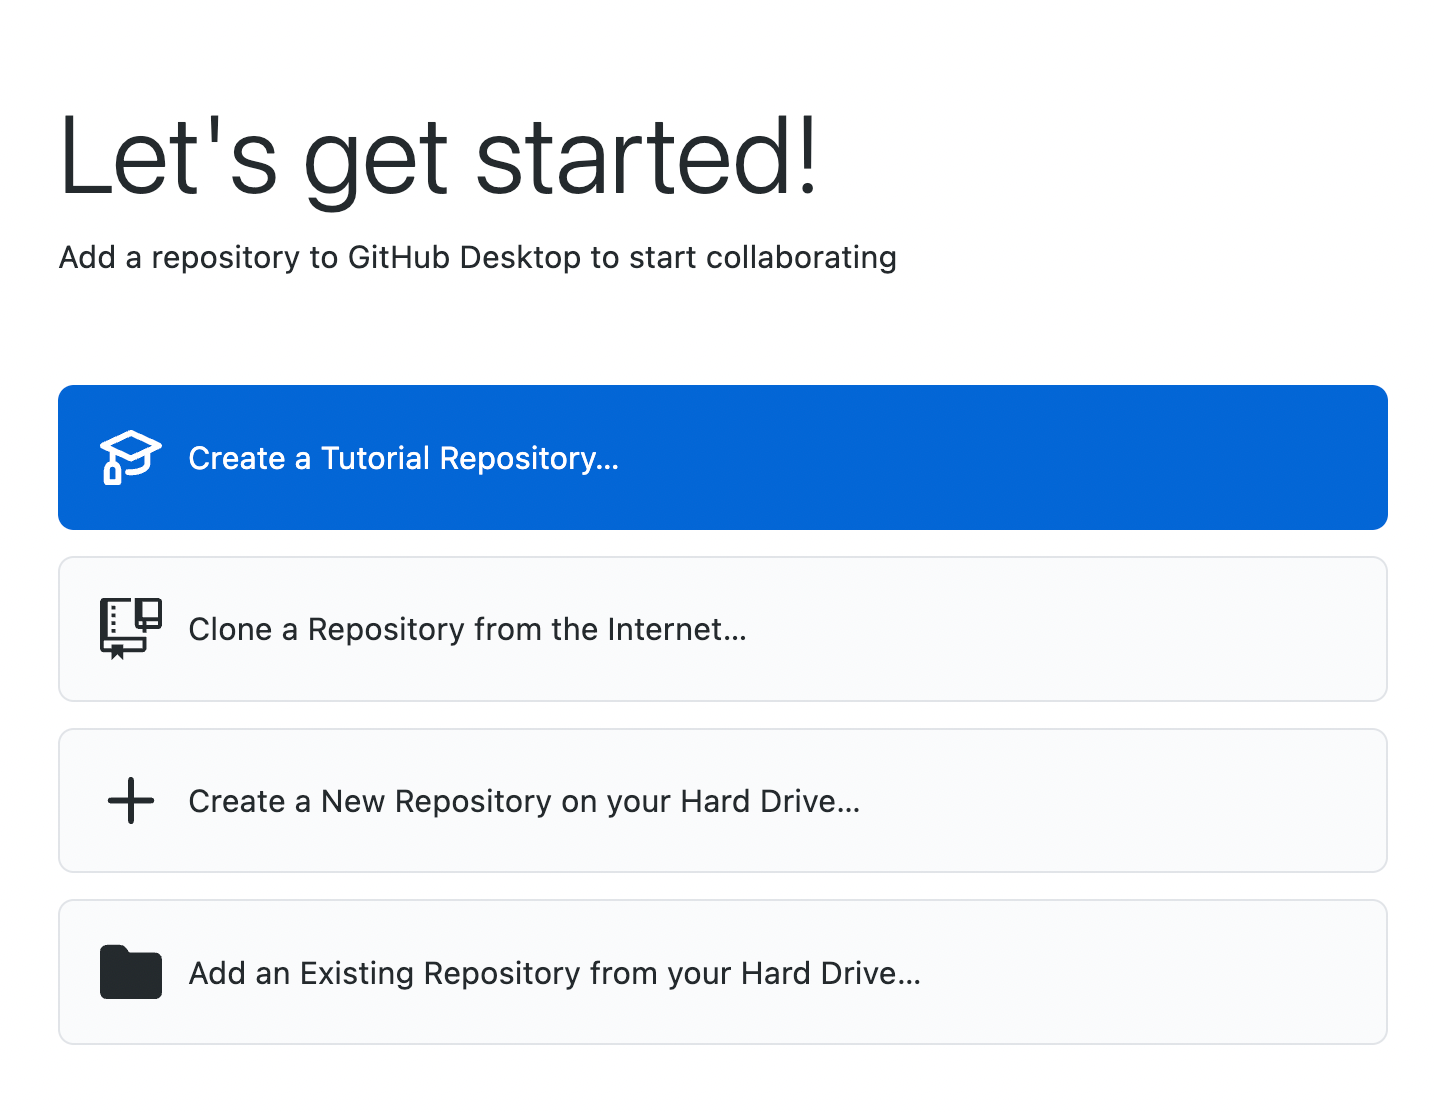 Let's get started!
Add a repository to GitHub Desktop to start collaborating
Create a Tutorial Repository...
Clone a Repository from the Internet...
Create a New Repository on your Hard Drive...
Add an Existing Repository from your Hard Drive...